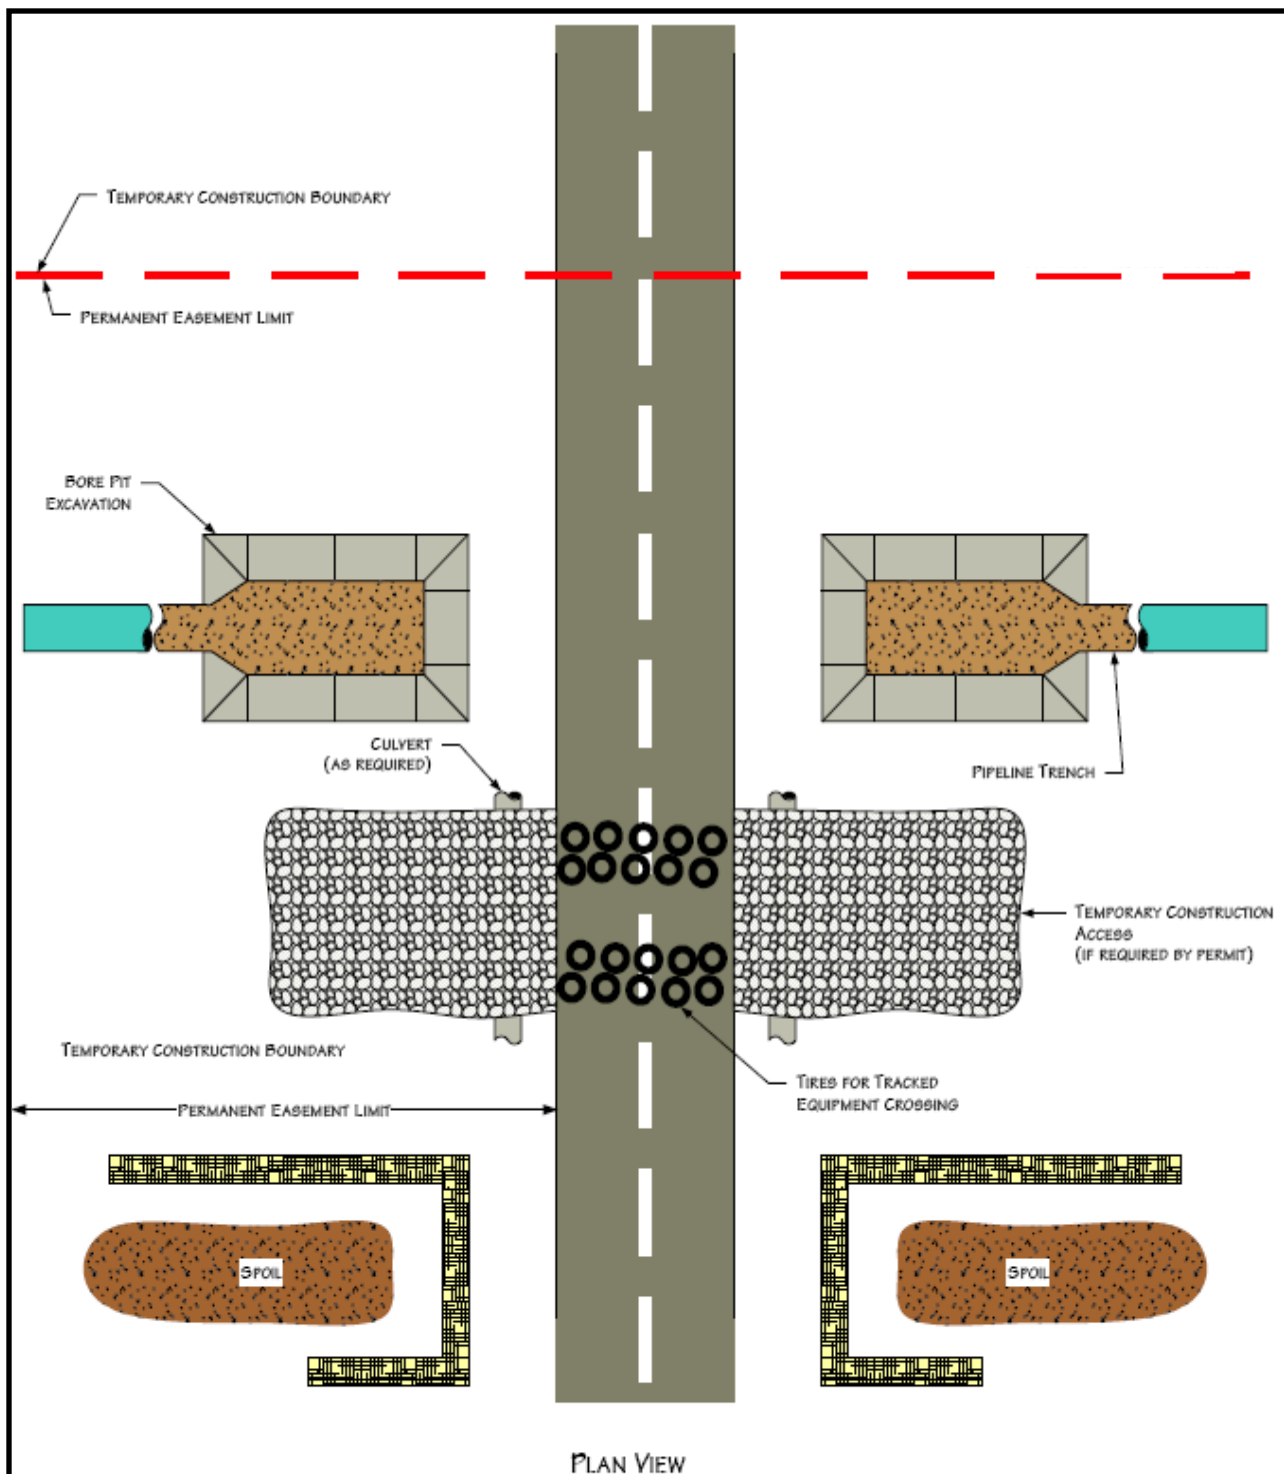 TEMPORARY CONSTRUCTION BOUNDARY
PERMANENT EASEMENT LIMIT
BORE PIT
EXCAVATION
CULVERT
(AS REQUIRED)
PIPELINE TRENCH
TEMPORARY CONSTRUCTION
ACCESS
(IF REQUIRED BY PERMIT)
TEMPORARY CONSTRUCTION BOUNDARY
TIRES FOR TRACKED
EQUIPMENT CROSSING
PERMANENT EASEMENT LIMIT
SPOIL
SPOIL
PLAN VIEW